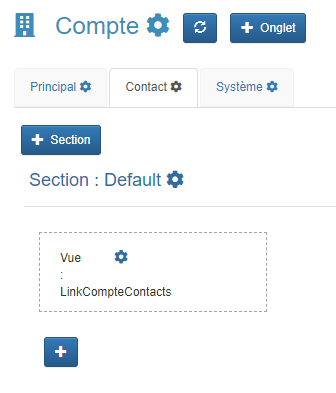 Compte
+ Onglet
Principal
Contact
Système
+ Section
Section : Default
Vue
:
LinkCompteContacts
+